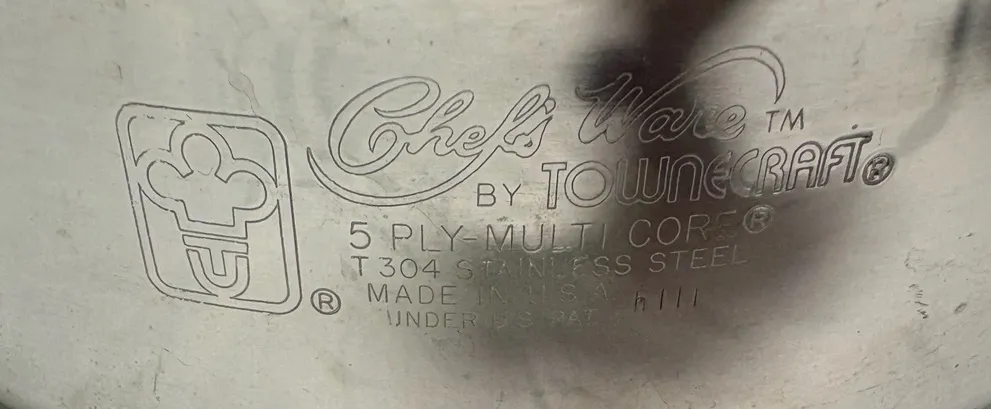 Chef's Ware TM
BY TOWNECRAFT®
5 PLY-MULTI CORE®
T304 STAINLESS STEEL
MADE IN U.S.A
UNDER U.S. PAT.
®